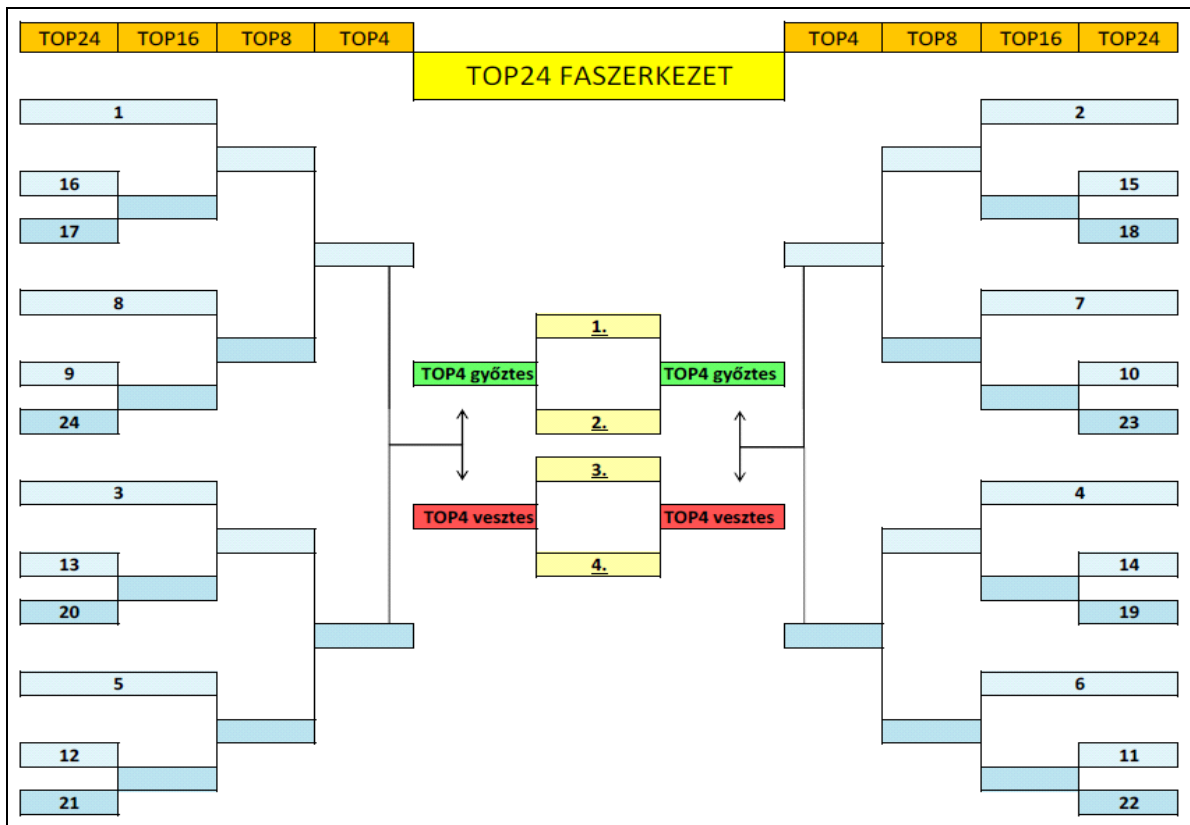 TOP24 TOP16 TOP8 TOP4 TOP4 TOP8 TOP16 TOP24
TOP24 FASZERKEZET
1 2
16 15
17 18
8 7
1.
9 TOP4 győztes TOP4 győztes 10
24 2. 23
3.
3 4
TOP4 vesztes TOP4 vesztes
13 4. 14
20 19
5 6
12 11
21 22